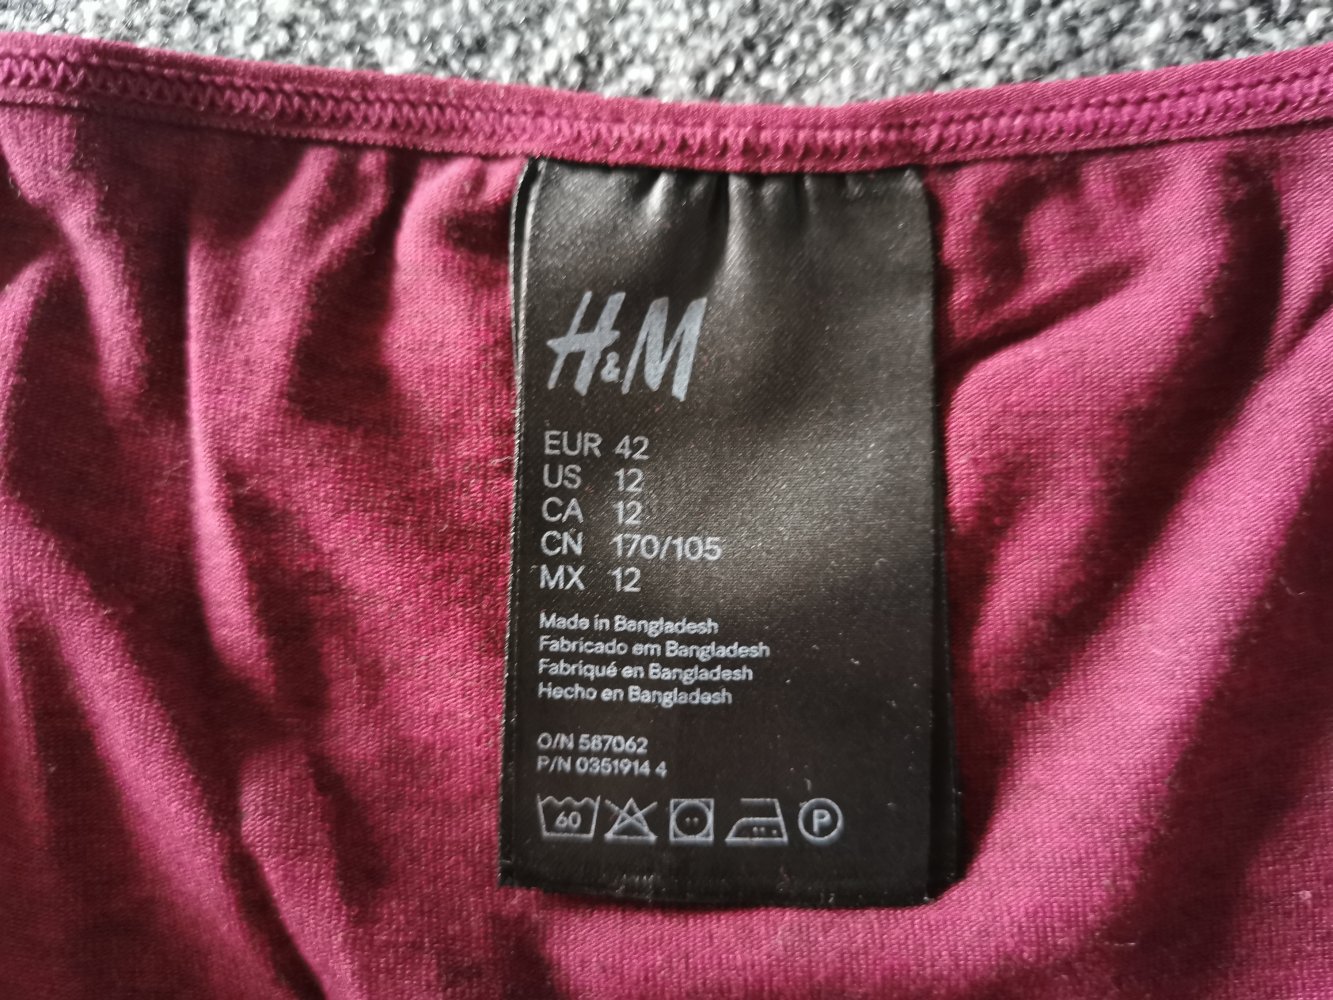 H&M
EUR 42
US 12
CA 12
CN 170/105
MX 12
Made in Bangladesh
Fabricado em Bangladesh
Fabriqué en Bangladesh
Hecho en Bangladesh
O/N 587062
P/N 0351914 4
60 P